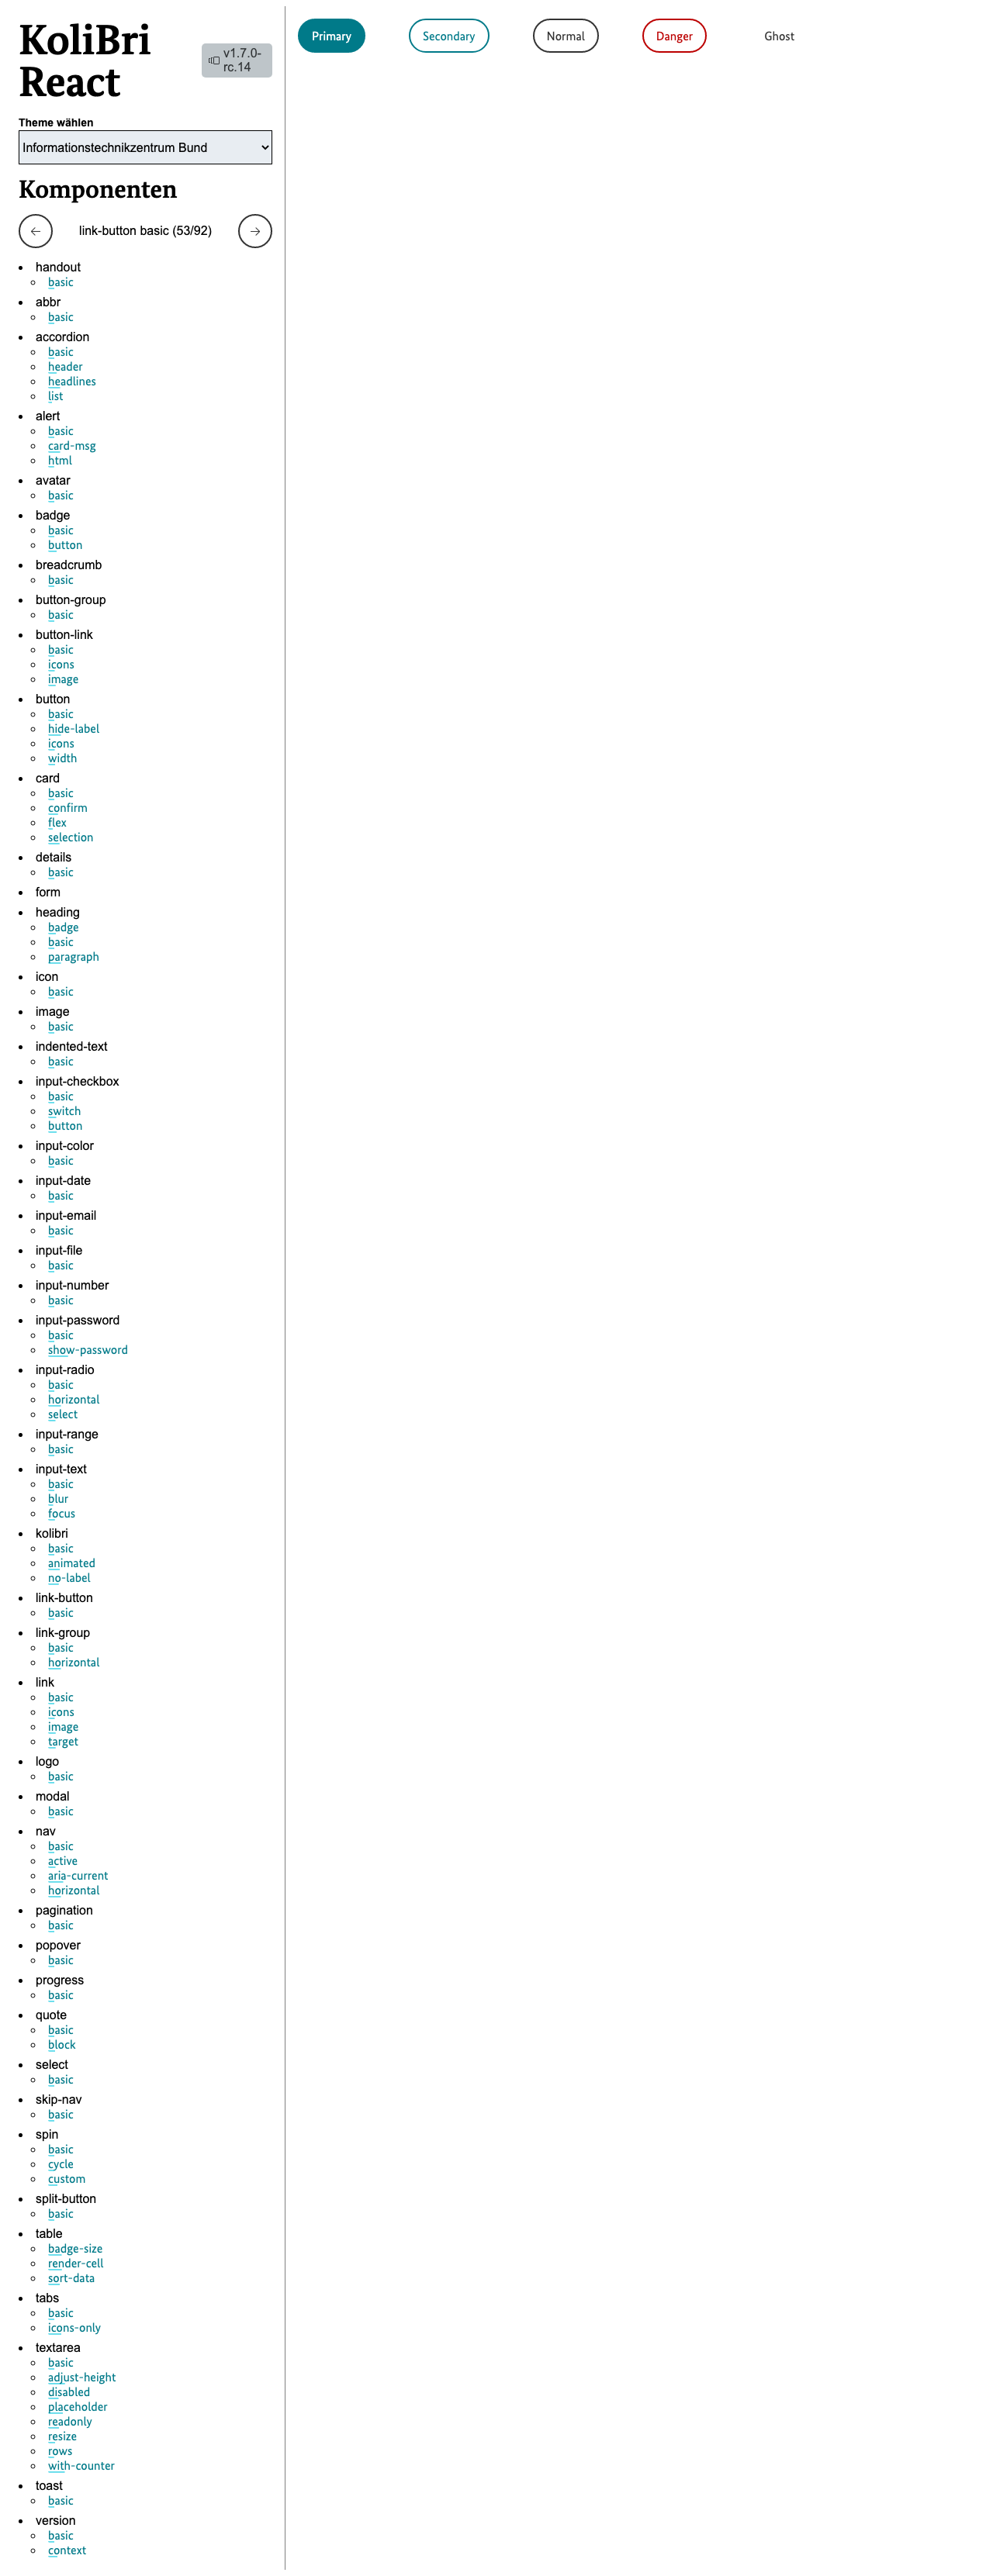 KoliBri
React
v1.7.0-
rc.14
Theme wählen
Informationstechnikzentrum Bund
Komponenten
link-button basic (53/92)
handout
basic
abbr
basic
accordion
basic
header
headlines
list
alert
basic
card-msg
html
avatar
basic
badge
basic
button
breadcrumb
basic
button-group
basic
button-link
basic
icons
image
button
basic
hide-label
icons
width
card
basic
confirm
flex
selection
details
basic
form
heading
badge
basic
paragraph
icon
basic
image
basic
indented-text
basic
input-checkbox
basic
switch
button
input-color
basic
input-date
basic
input-email
basic
input-file
basic
input-number
basic
input-password
basic
show-password
input-radio
basic
horizontal
select
input-range
basic
input-text
basic
blur
focus
kolibri
basic
animated
no-label
link-button
basic
link-group
basic
horizontal
link
basic
icons
image
target
logo
basic
modal
basic
nav
basic
active
aria-current
horizontal
pagination
basic
popover
basic
progress
basic
quote
basic
block
select
basic
skip-nav
basic
spin
basic
cycle
custom
split-button
basic
table
badge-size
render-cell
sort-data
tabs
basic
icons-only
textarea
basic
adjust-height
disabled
placeholder
readonly
resize
rows
with-counter
toast
basic
version
basic
context
Primary
Secondary
Normal
Danger
Ghost